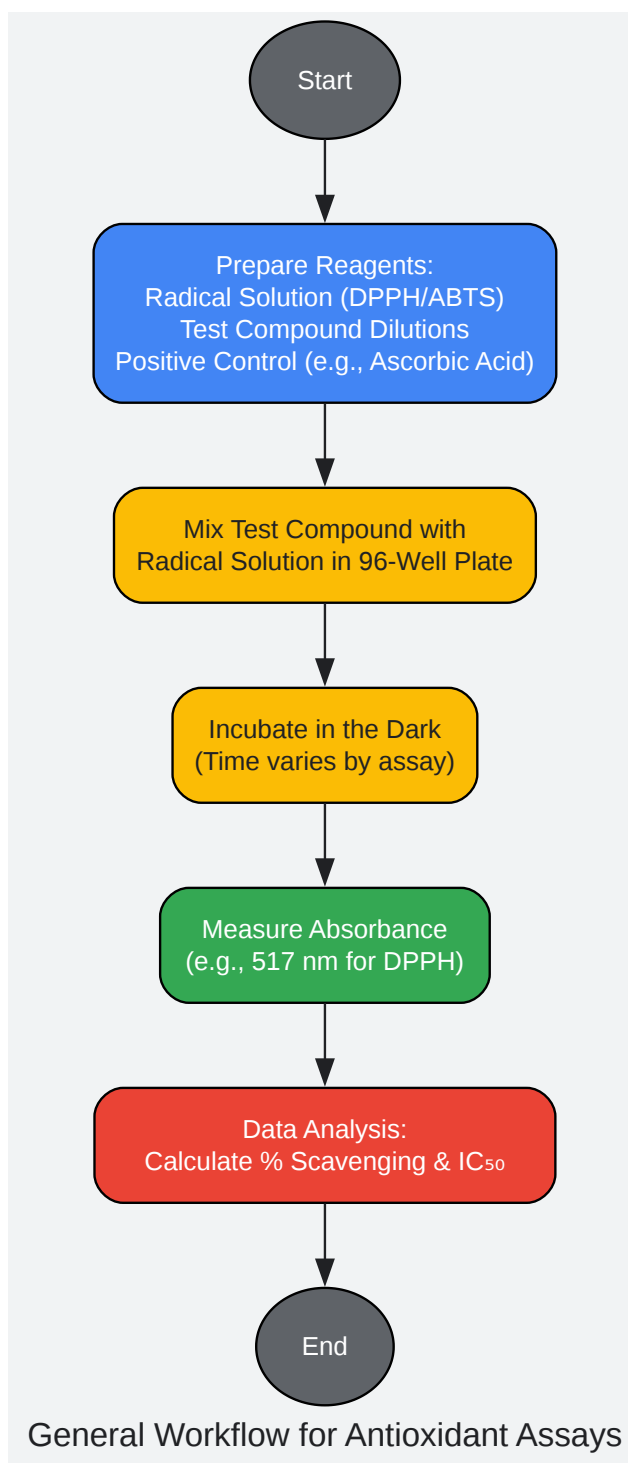 Start
Prepare Reagents:
Radical Solution (DPPH/ABTS)
Test Compound Dilutions
Positive Control (e.g., Ascorbic Acid)
Mix Test Compound with
Radical Solution in 96-Well Plate
Incubate in the Dark
(Time varies by assay)
Measure Absorbance
(e.g., 517 nm for DPPH)
Data Analysis:
Calculate % Scavenging & IC₅₀
End
General Workflow for Antioxidant Assays